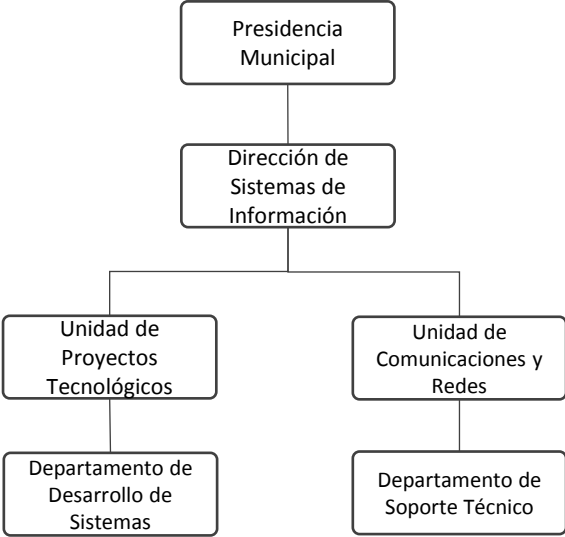 Presidencia
Municipal
Dirección de
Sistemas de
Información
Unidad de
Proyectos
Tecnológicos
Unidad de
Comunicaciones y
Redes
Departamento de
Desarrollo de
Sistemas
Departamento de
Soporte Técnico